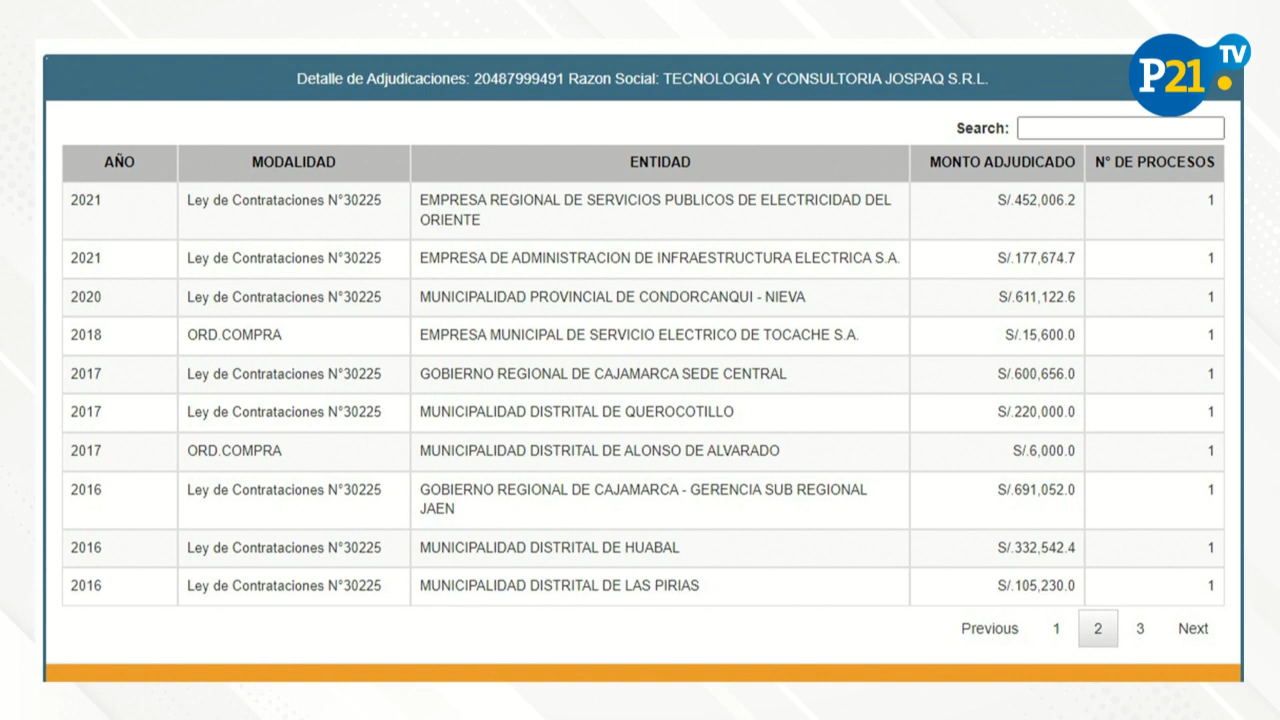 P21.TV
Detalle de Adjudicaciones: 20487999491 Razon Social: TECNOLOGIA Y CONSULTORIA JOSPAQ S.R.L.
Search:
AÑO MODALIDAD ENTIDAD MONTO ADJUDICADO N° DE PROCESOS
2021 Ley de Contrataciones N°30225 EMPRESA REGIONAL DE SERVICIOS PUBLICOS DE ELECTRICIDAD DEL S/.452,006.2 1
ORIENTE
2021 Ley de Contrataciones N°30225 EMPRESA DE ADMINISTRACION DE INFRAESTRUCTURA ELECTRICA S.A. S/.177,674.7 1
2020 Ley de Contrataciones N°30225 MUNICIPALIDAD PROVINCIAL DE CONDORCANQUI - NIEVA S/.611,122.6 1
2018 ORD.COMPRA EMPRESA MUNICIPAL DE SERVICIO ELECTRICO DE TOCACHE S.A. S/.15,600.0 1
2017 Ley de Contrataciones N°30225 GOBIERNO REGIONAL DE CAJAMARCA SEDE CENTRAL S/.600,656.0 1
2017 Ley de Contrataciones N°30225 MUNICIPALIDAD DISTRITAL DE QUEROCOTILLO S/.220,000.0 1
2017 ORD.COMPRA MUNICIPALIDAD DISTRITAL DE ALONSO DE ALVARADO S/.6,000.0 1
2016 Ley de Contrataciones N°30225 GOBIERNO REGIONAL DE CAJAMARCA - GERENCIA SUB REGIONAL S/.691,052.0 1
JAEN
2016 Ley de Contrataciones N°30225 MUNICIPALIDAD DISTRITAL DE HUABAL S/.332,542.4 1
2016 Ley de Contrataciones N°30225 MUNICIPALIDAD DISTRITAL DE LAS PIRIAS S/.105,230.0 1
Previous 1 2 3 Next